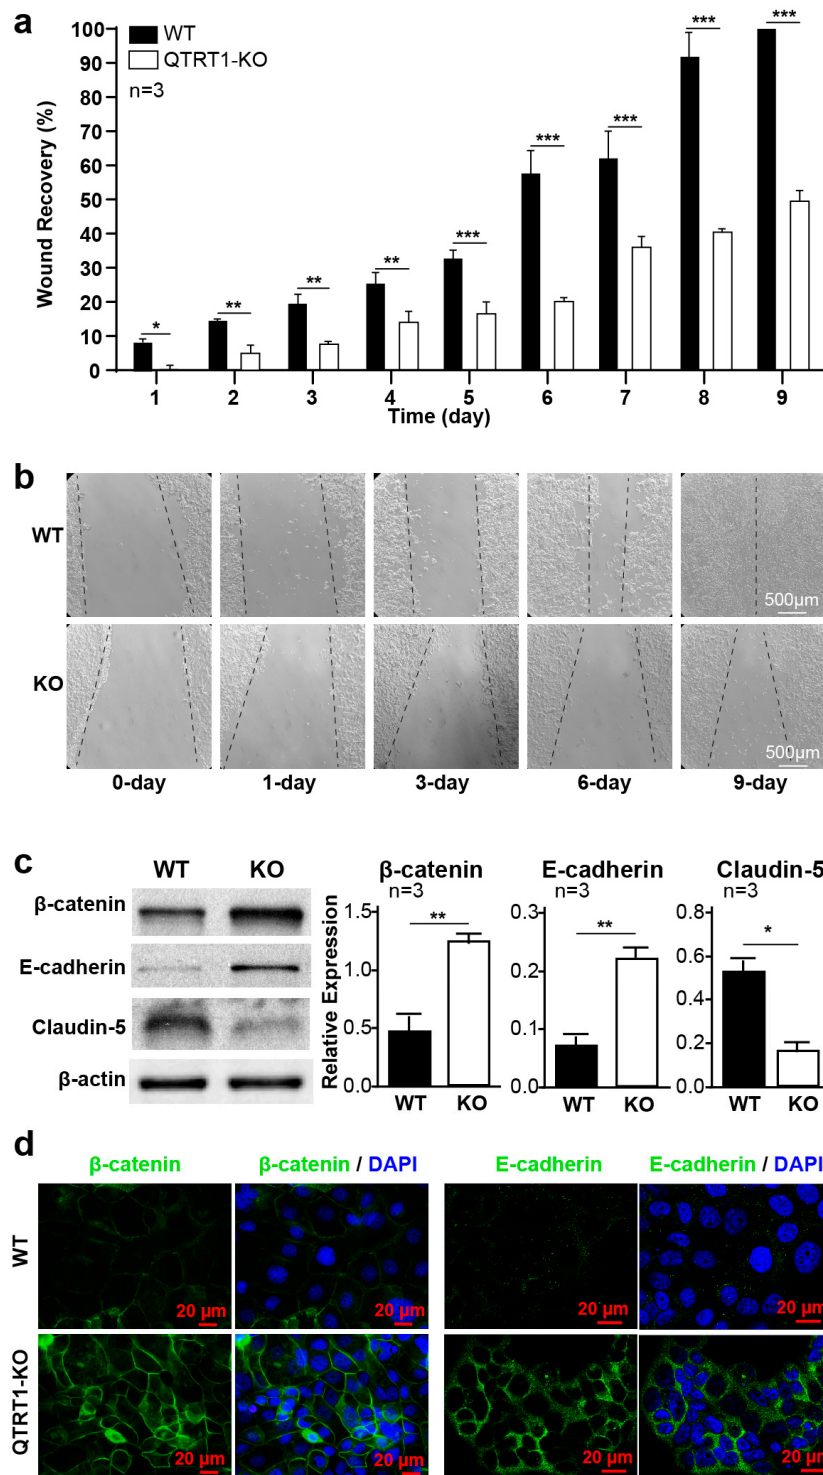 a
WT
QTRT1-KO
n=3
Wound Recovery (%)
100
90
80
70
60
50
40
30
20
10
0
*
**
**
**
***
***
***
***
***
1 2 3 4 5 6 7 8 9
Time (day)
b
WT
500µm
KO
500µm
0-day 1-day 3-day 6-day 9-day
c
WT KO
β-catenin
E-cadherin
Claudin-5
β-actin
Relative Expression
β-catenin
n=3
1.5
1.0
0.5
0.0
**
WT KO
E-cadherin
n=3
0.3
0.2
0.1
0.0
**
WT KO
Claudin-5
n=3
0.8
0.6
0.4
0.2
0.0
*
WT KO
d
β-catenin β-catenin / DAPI E-cadherin E-cadherin / DAPI
WT
20 µm 20 µm 20 µm 20 µm
QTRT1-KO
20 µm 20 µm 20 µm 20 µm